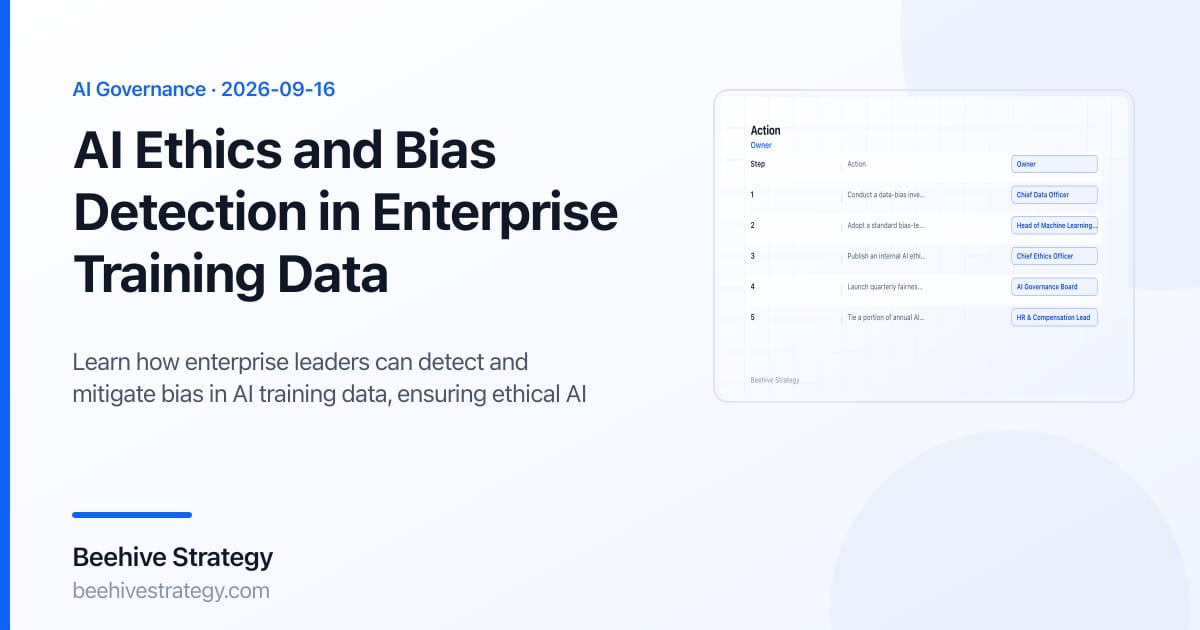 AI Governance · 2026-09-16
AI Ethics and Bias
Detection in Enterprise
Training Data
Learn how enterprise leaders can detect and
mitigate bias in AI training data, ensuring ethical AI
Beehive Strategy
beehivestrategy.com
Action
Owner
Step Action Owner
1 Conduct a data-bias inve... Chief Data Officer
2 Adopt a standard bias-te... Head of Machine Learning...
3 Publish an internal AI ethi... Chief Ethics Officer
4 Launch quarterly fairnes... AI Governance Board
5 Tie a portion of annual AI... HR & Compensation Lead
Beehive Strategy